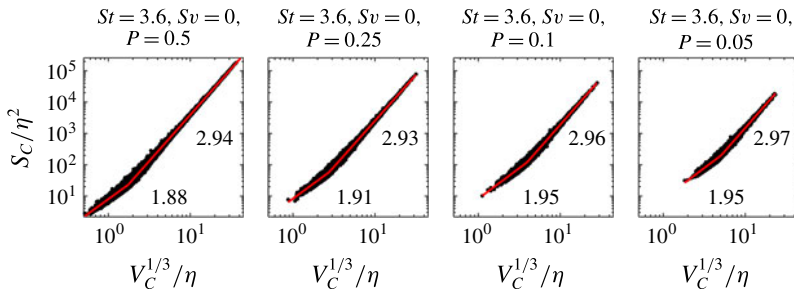 St = 3.6, Sv = 0, P = 0.5
St = 3.6, Sv = 0, P = 0.25
St = 3.6, Sv = 0, P = 0.1
St = 3.6, Sv = 0, P = 0.05
S_C/η^2
10^5
10^4
10^3
10^2
10^1
2.94
1.88
2.93
1.91
2.96
1.95
2.97
1.95
10^0 10^1
10^0 10^1
10^0 10^1
10^0 10^1
V_C^{1/3}/η
V_C^{1/3}/η
V_C^{1/3}/η
V_C^{1/3}/η